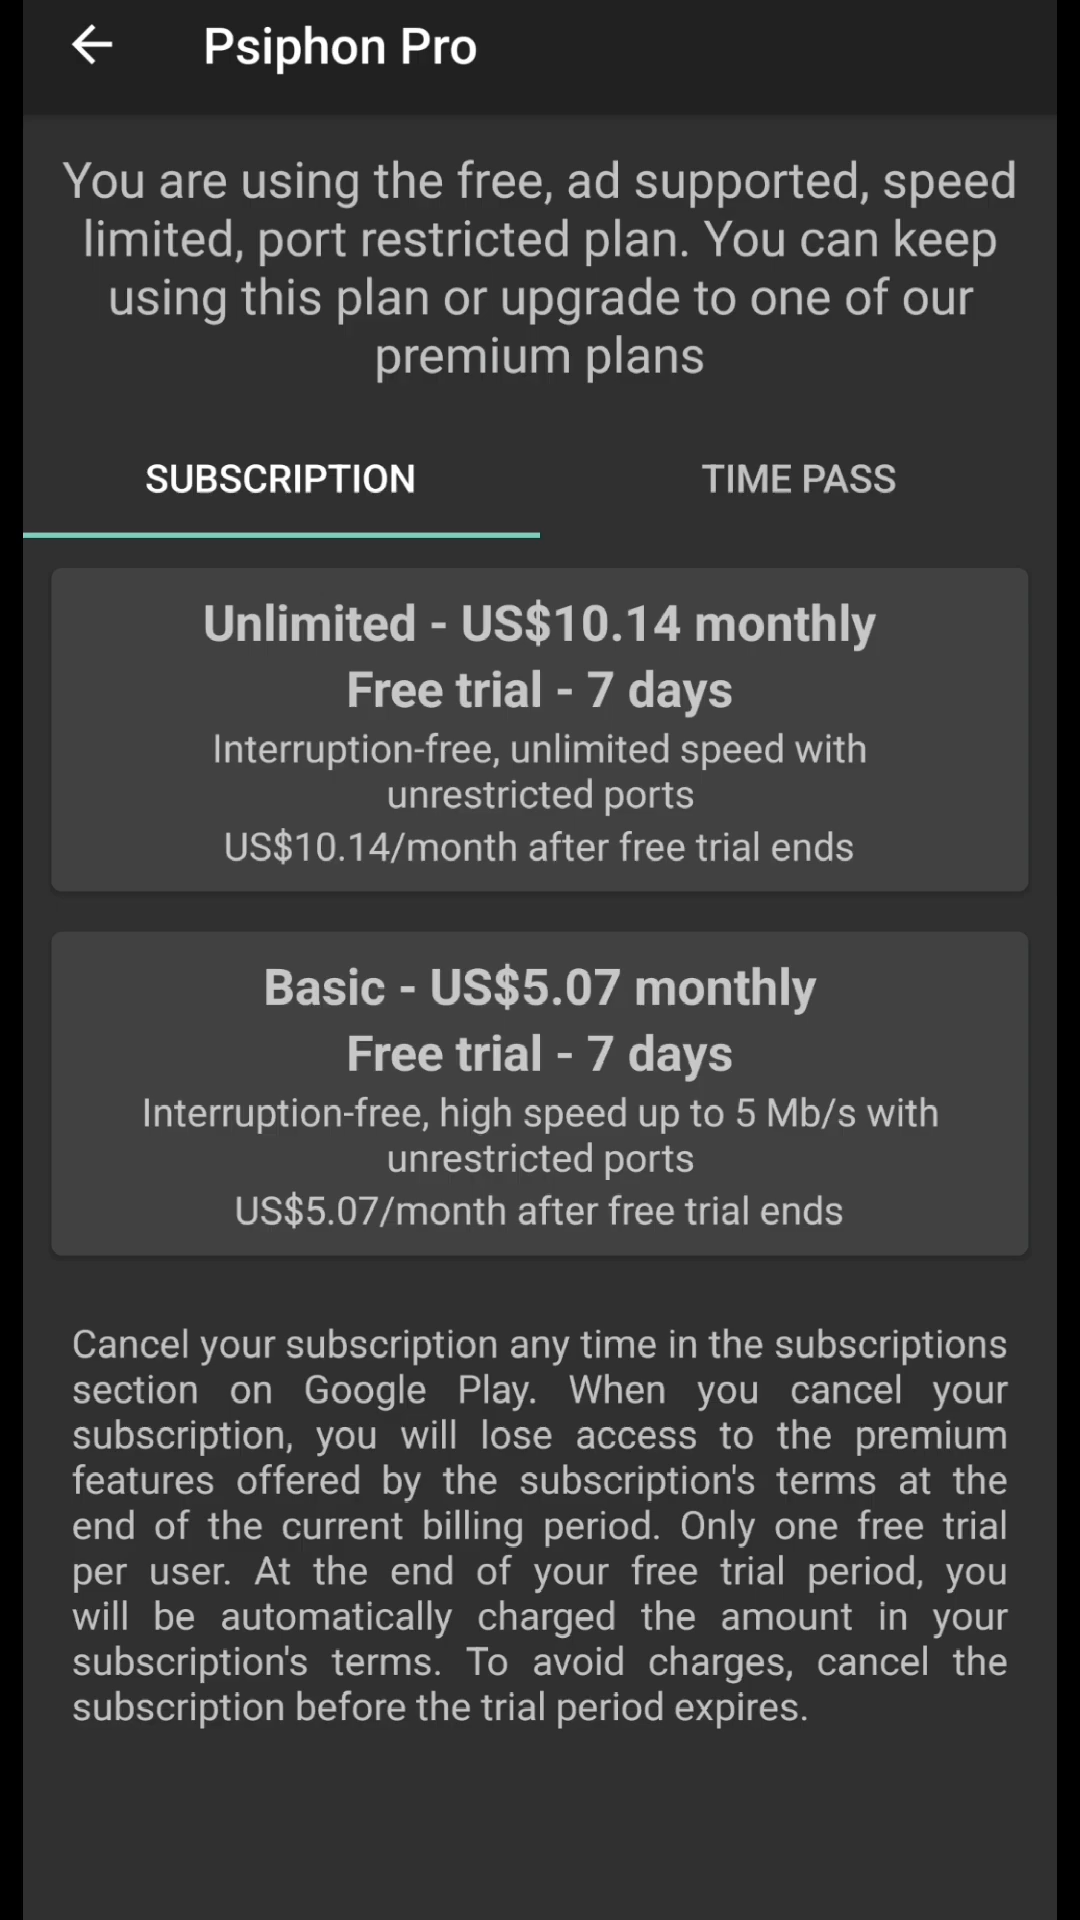 Psiphon Pro
You are using the free, ad supported, speed
limited, port restricted plan. You can keep
using this plan or upgrade to one of our
premium plans
SUBSCRIPTION
TIME PASS
Unlimited - US$10.14 monthly
Free trial - 7 days
Interruption-free, unlimited speed with
unrestricted ports
US$10.14/month after free trial ends
Basic - US$5.07 monthly
Free trial - 7 days
Interruption-free, high speed up to 5 Mb/s with
unrestricted ports
US$5.07/month after free trial ends
Cancel your subscription any time in the subscriptions
section on Google Play. When you cancel your
subscription, you will lose access to the premium
features offered by the subscription's terms at the
end of the current billing period. Only one free trial
per user. At the end of your free trial period, you
will be automatically charged the amount in your
subscription's terms. To avoid charges, cancel the
subscription before the trial period expires.